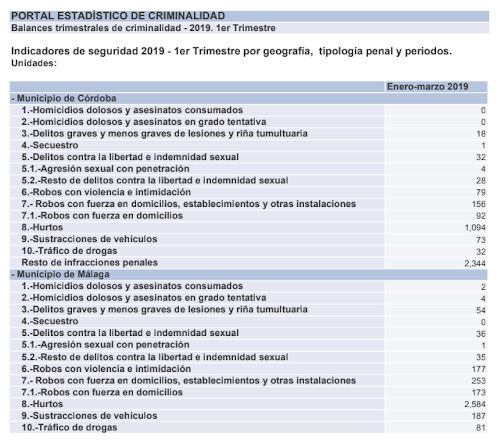 PORTAL ESTADÍSTICO DE CRIMINALIDAD
Balances trimestrales de criminalidad - 2019. 1er Trimestre
Indicadores de seguridad 2019 - 1er Trimestre por geografía, tipología penal y periodos.
Unidades:
Enero-marzo 2019
- Municipio de Córdoba
1.-Homicidios dolosos y asesinatos consumados 0
2.-Homicidios dolosos y asesinatos en grado tentativa 0
3.-Delitos graves y menos graves de lesiones y riña tumultuaria 18
4.-Secuestro 1
5.-Delitos contra la libertad e indemnidad sexual 32
5.1.-Agresión sexual con penetración 4
5.2.-Resto de delitos contra la libertad e indemnidad sexual 28
6.-Robos con violencia e intimidación 79
7.- Robos con fuerza en domicilios, establecimientos y otras instalaciones 156
7.1.-Robos con fuerza en domicilios 92
8.-Hurtos 1,094
9.-Sustracciones de vehículos 73
10.-Tráfico de drogas 32
Resto de infracciones penales 2,344
- Municipio de Málaga
1.-Homicidios dolosos y asesinatos consumados 2
2.-Homicidios dolosos y asesinatos en grado tentativa 4
3.-Delitos graves y menos graves de lesiones y riña tumultuaria 54
4.-Secuestro 0
5.-Delitos contra la libertad e indemnidad sexual 36
5.1.-Agresión sexual con penetración 1
5.2.-Resto de delitos contra la libertad e indemnidad sexual 35
6.-Robos con violencia e intimidación 177
7.- Robos con fuerza en domicilios, establecimientos y otras instalaciones 253
7.1.-Robos con fuerza en domicilios 173
8.-Hurtos 2,584
9.-Sustracciones de vehículos 187
10.-Tráfico de drogas 81